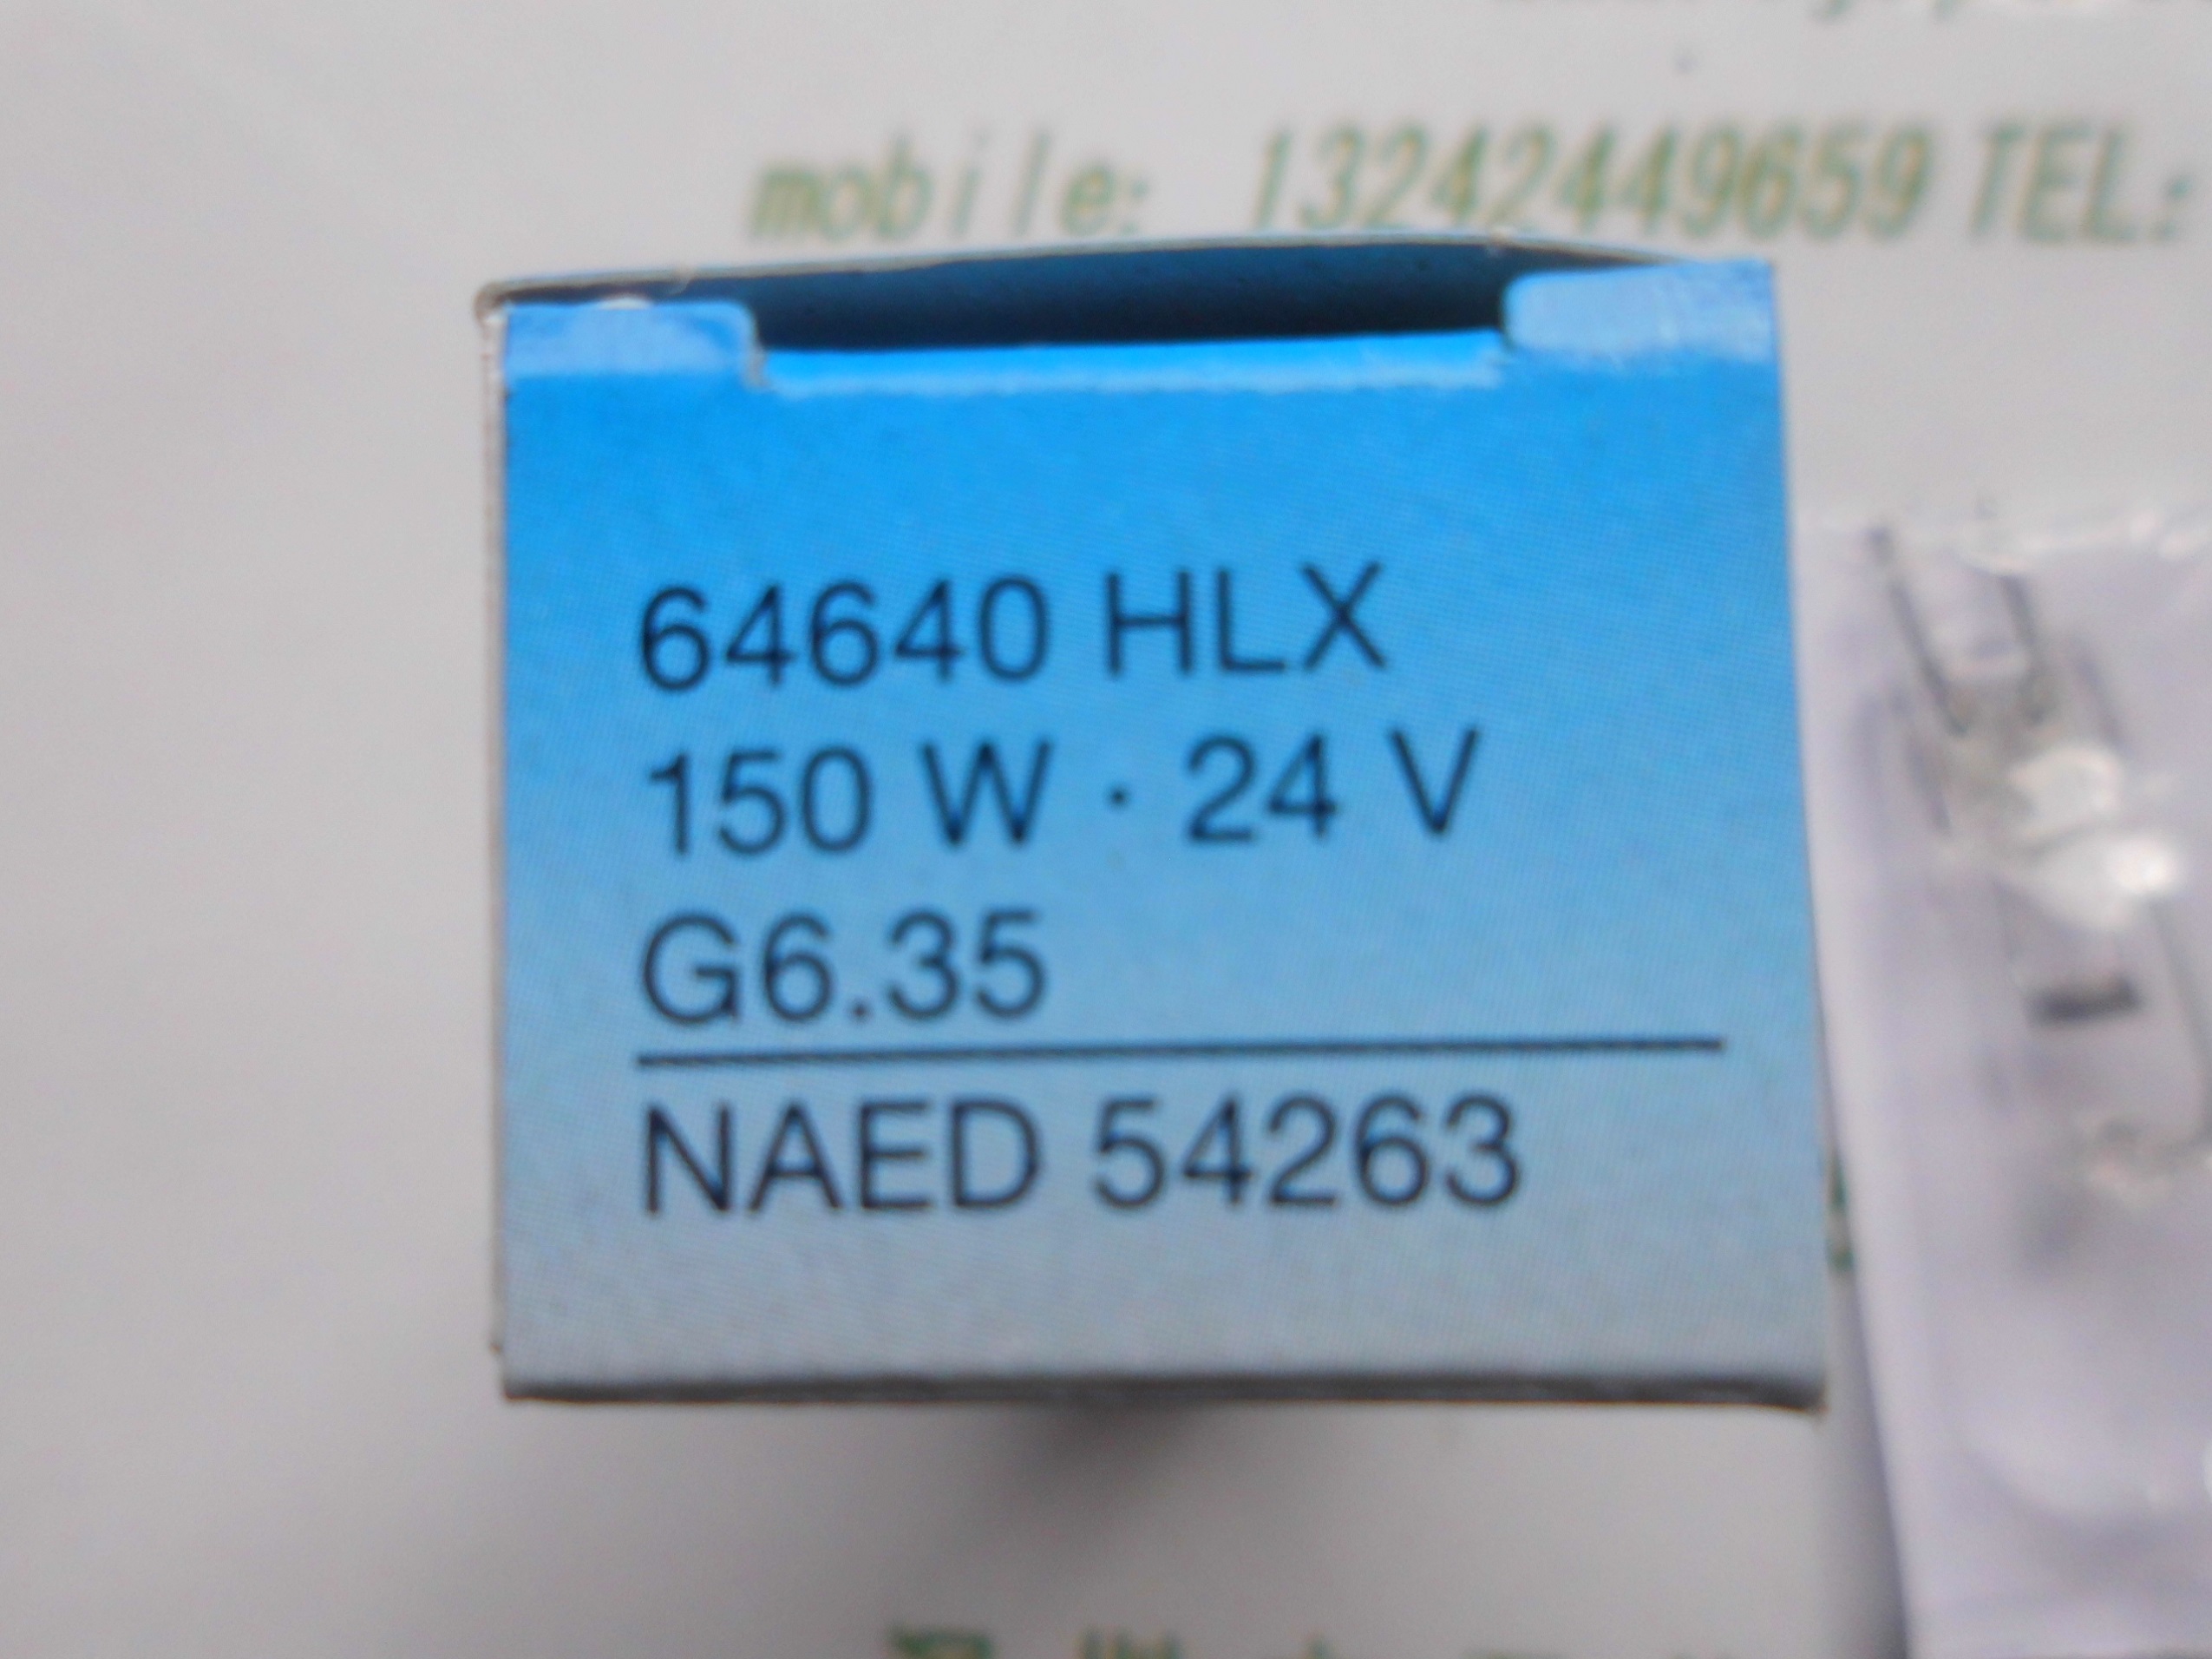 mobile: 13242449659 TEL:
64640 HLX
150 W · 24 V
G6.35
NAED 54263